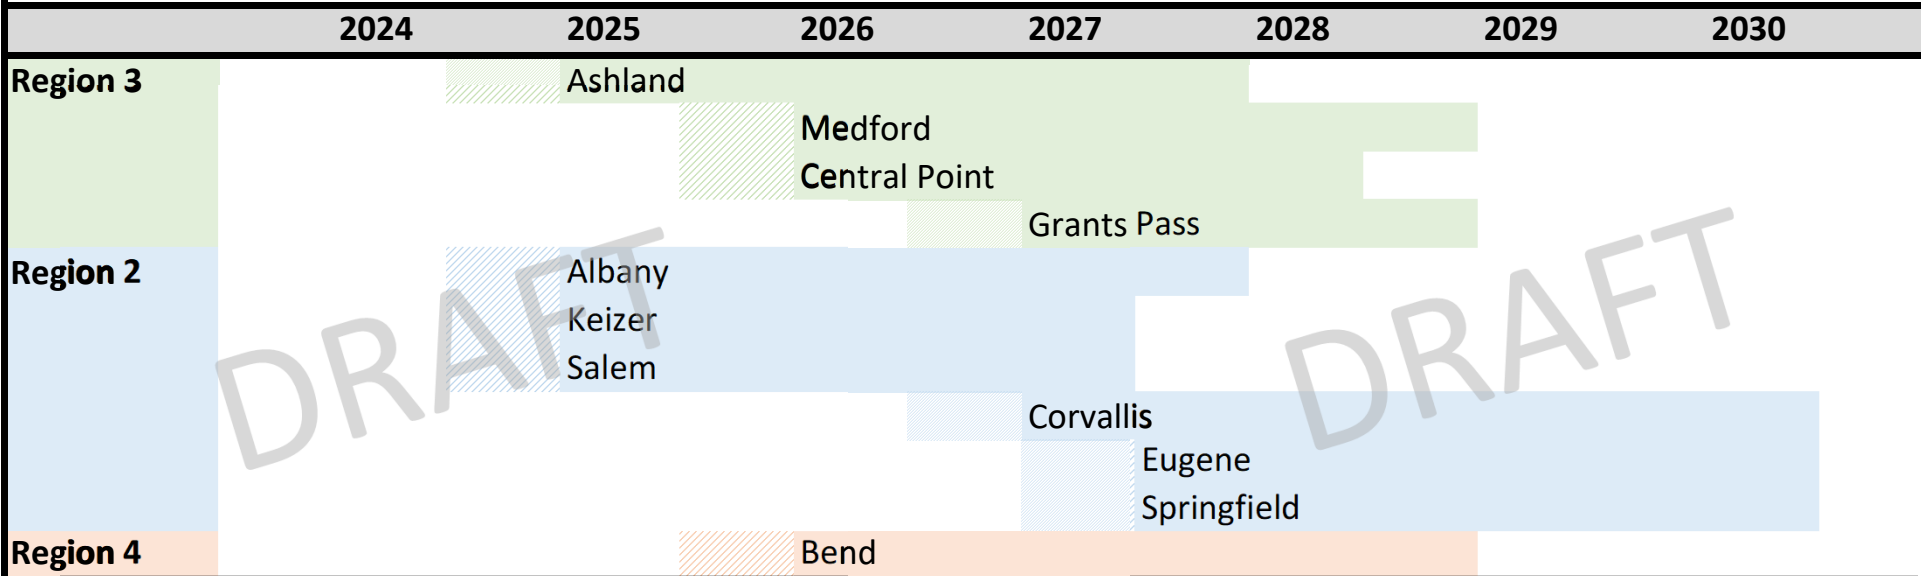 2024 2025 2026 2027 2028 2029 2030
Region 3 Ashland
Medford
Central Point
Grants Pass
Region 2 Albany
Keizer
Salem
Corvallis
Eugene
Springfield
Region 4 Bend
DRAFT
DRAFT